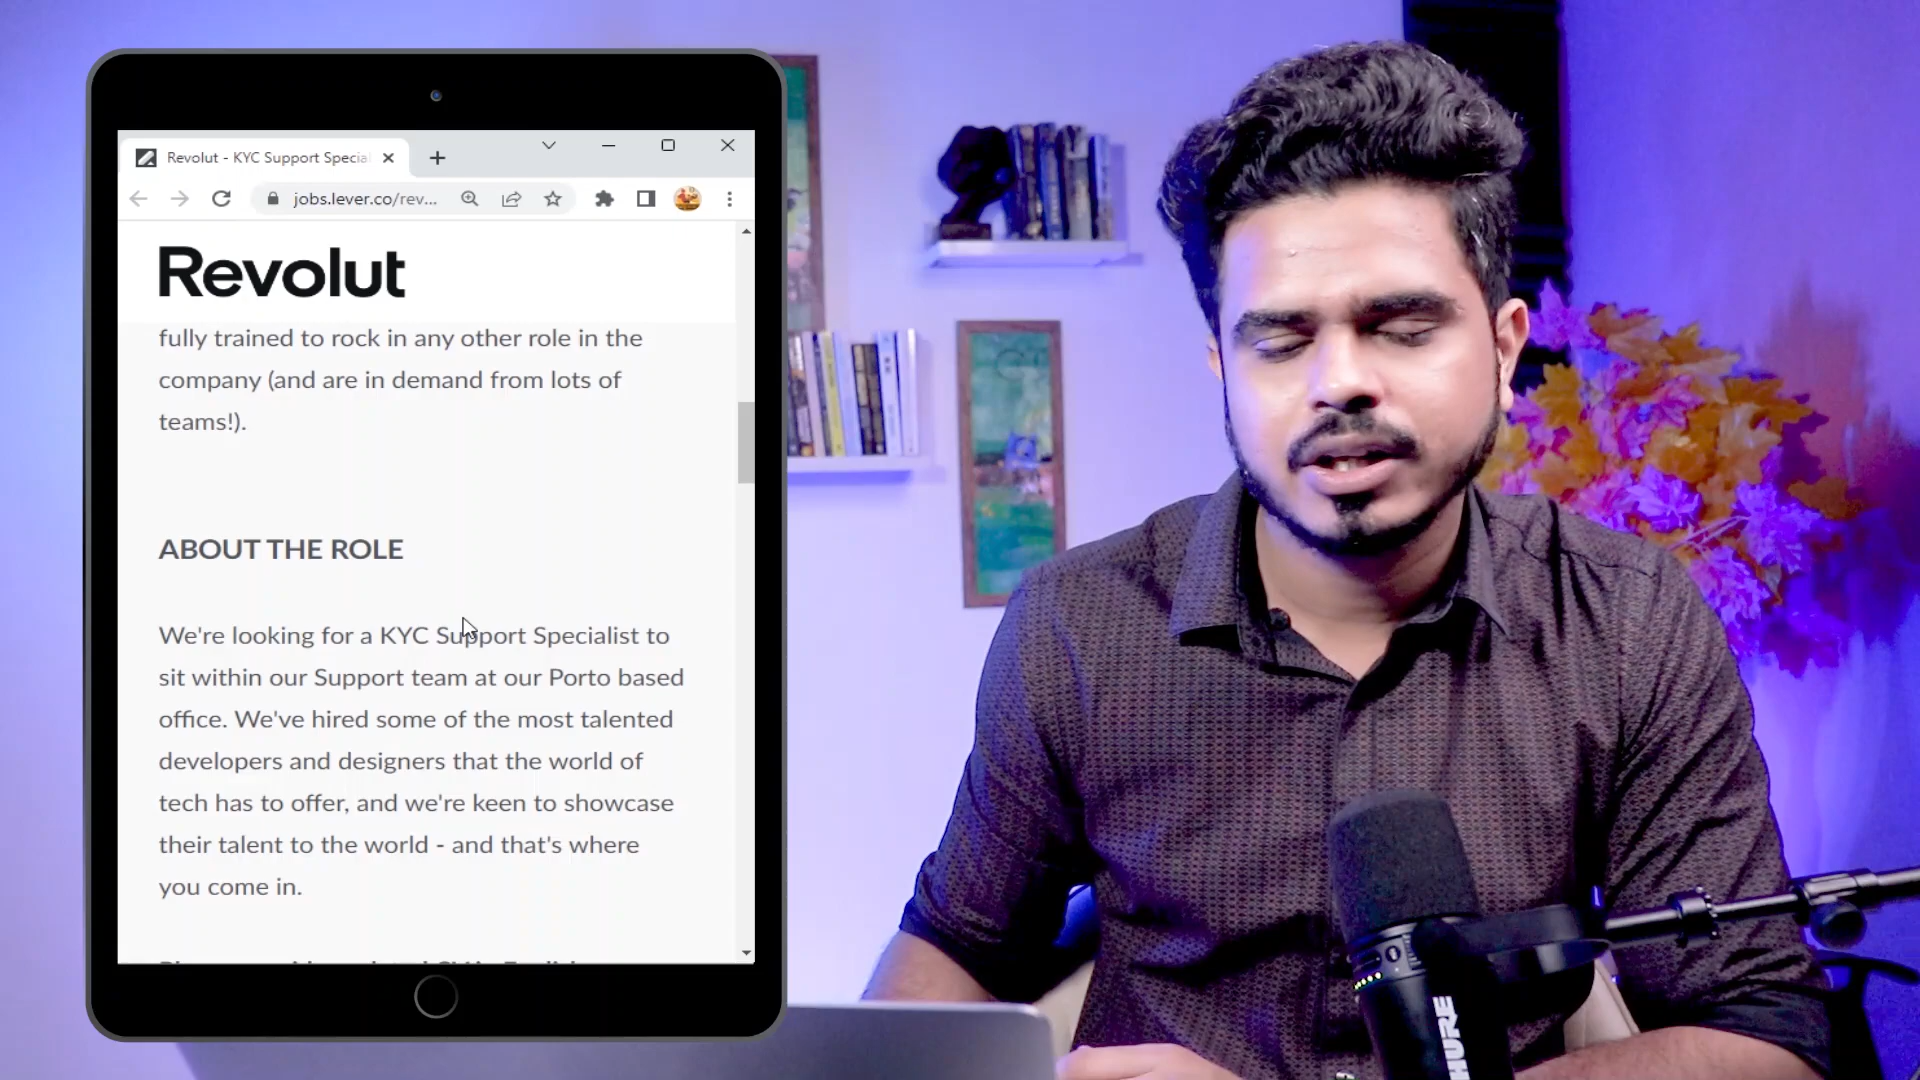 Revolut - KYC Support Special
jobs.lever.co/rev...
Revolut
fully trained to rock in any other role in the
company (and are in demand from lots of
teams!).
ABOUT THE ROLE
We're looking for a KYC Support Specialist to
sit within our Support team at our Porto based
office. We've hired some of the most talented
developers and designers that the world of
tech has to offer, and we're keen to showcase
their talent to the world - and that's where
you come in.
HURE